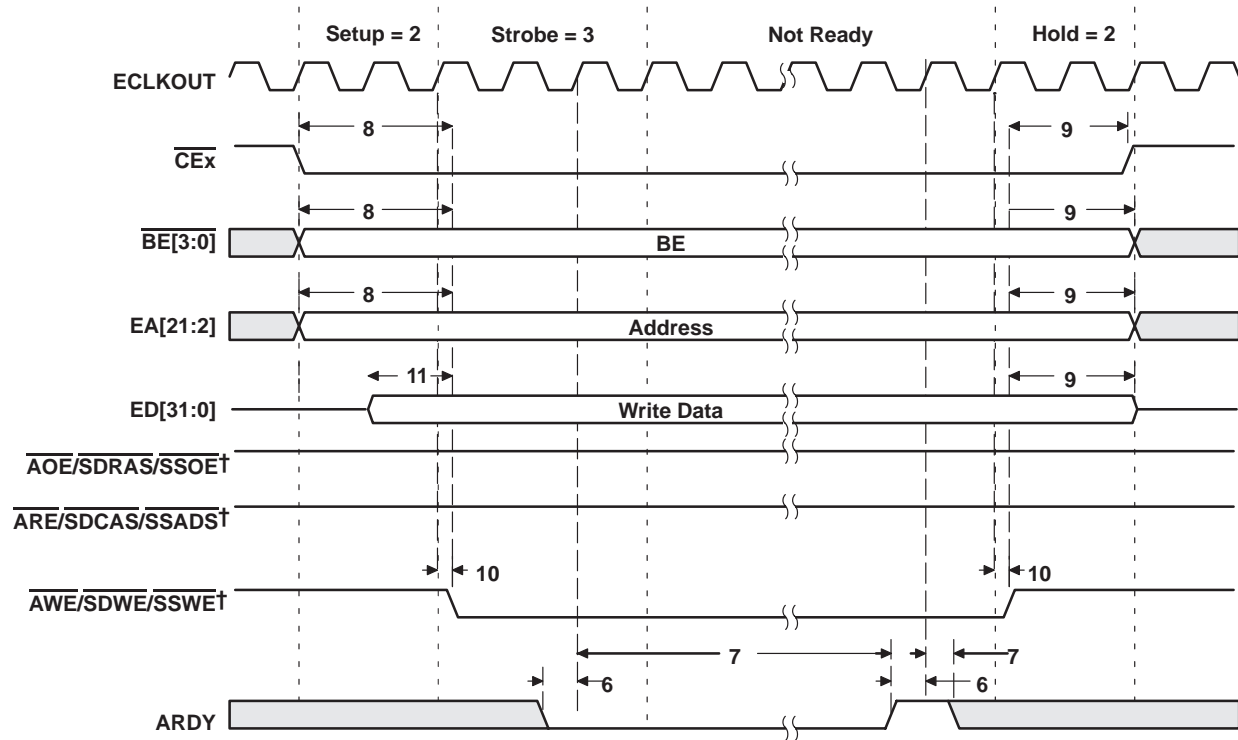 Setup = 2 Strobe = 3 Not Ready Hold = 2
ECLKOUT
8 9
CEx
8 9
BE[3:0] BE
8 9
EA[21:2] Address
11 9
ED[31:0] Write Data
AOE/SDRAS/SSOE†
ARE/SDCAS/SSADS†
10 10
AWE/SDWE/SSWE†
7 7
6 6
ARDY